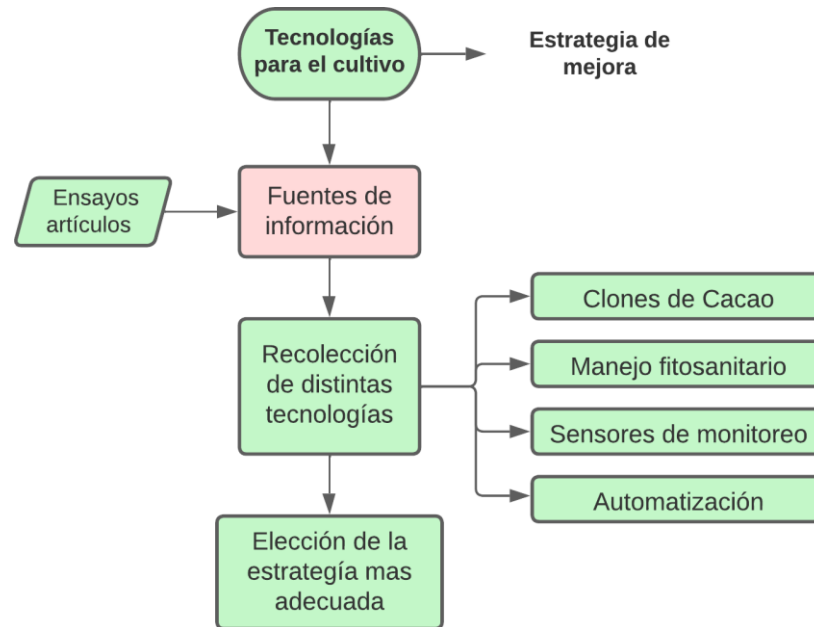 Tecnologías
para el cultivo
Estrategia de
mejora
Ensayos
artículos
Fuentes de
información
Recolección
de distintas
tecnologías
Clones de Cacao
Manejo fitosanitario
Sensores de monitoreo
Automatización
Elección de la
estrategía mas
adecuada